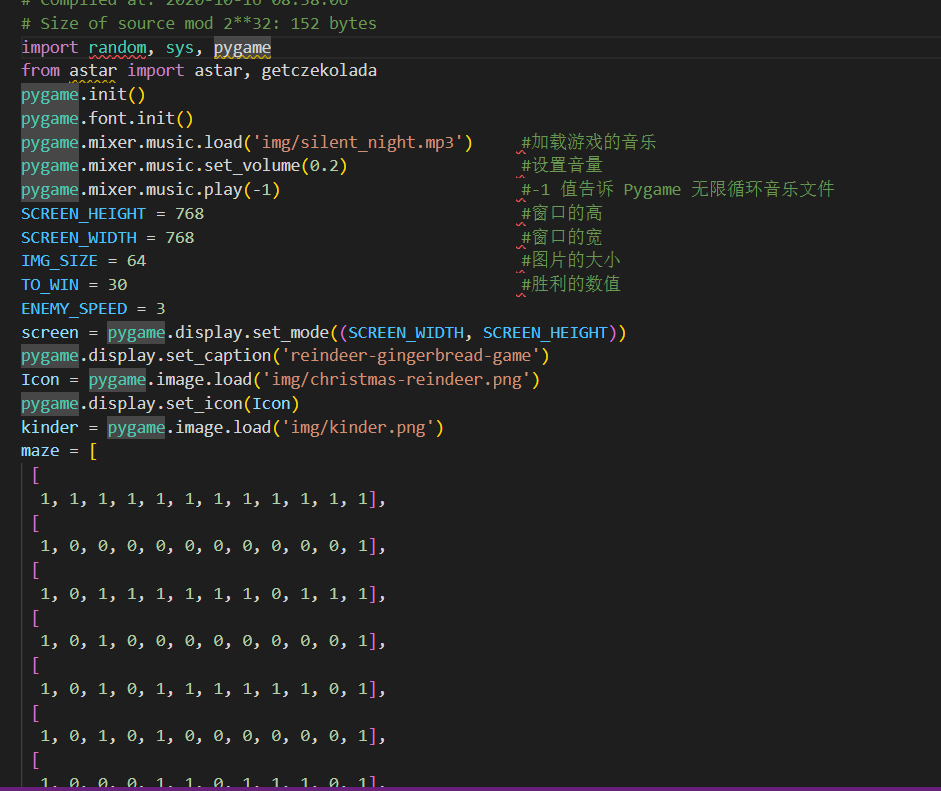 # Compiled at: 2020-10-16 08:58:06
# Size of source mod 2**32: 152 bytes
import random, sys, pygame
from astar import astar, getczekolada
pygame.init()
pygame.font.init()
pygame.mixer.music.load('img/silent_night.mp3') #加载游戏的音乐
pygame.mixer.music.set_volume(0.2) #设置音量
pygame.mixer.music.play(-1) #-1 值告诉 Pygame 无限循环音乐文件
SCREEN_HEIGHT = 768 #窗口的高
SCREEN_WIDTH = 768 #窗口的宽
IMG_SIZE = 64 #图片的大小
TO_WIN = 30 #胜利的数值
ENEMY_SPEED = 3
screen = pygame.display.set_mode((SCREEN_WIDTH, SCREEN_HEIGHT))
pygame.display.set_caption('reindeer-gingerbread-game')
Icon = pygame.image.load('img/christmas-reindeer.png')
pygame.display.set_icon(Icon)
kinder = pygame.image.load('img/kinder.png')
maze = [
[
1, 1, 1, 1, 1, 1, 1, 1, 1, 1, 1, 1],
[
1, 0, 0, 0, 0, 0, 0, 0, 0, 0, 0, 1],
[
1, 0, 1, 1, 1, 1, 1, 1, 0, 1, 1, 1],
[
1, 0, 1, 0, 0, 0, 0, 0, 0, 0, 0, 1],
[
1, 0, 1, 0, 1, 1, 1, 1, 1, 1, 0, 1],
[
1, 0, 1, 0, 1, 0, 0, 0, 0, 0, 0, 1],
[
1, 0, 0, 0, 1, 1, 0, 1, 1, 1, 0, 1],